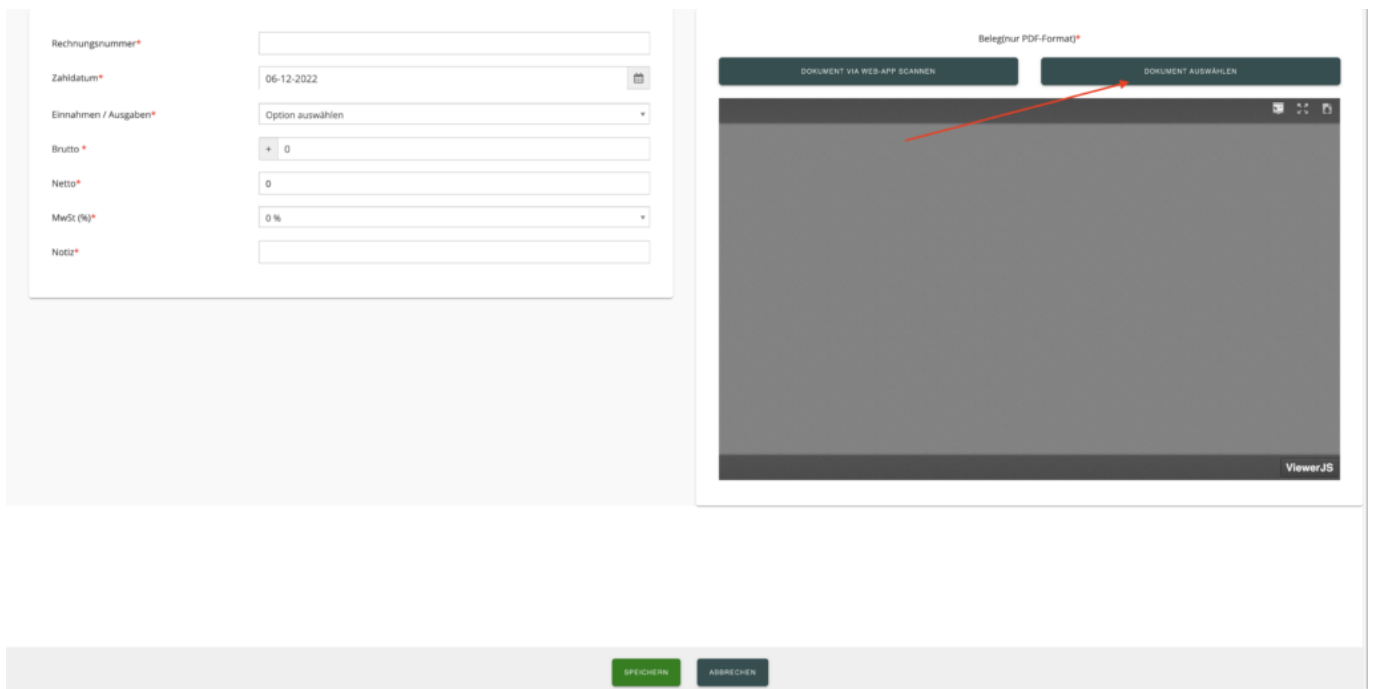 Rechnungsnummer*
Zahldatum*
06-12-2022
Einnahmen / Ausgaben*
Option auswählen
Brutto *
+ 0
Netto*
0
MwSt (%)*
0 %
Notiz*
Beleg(nur PDF-Format)*
DOKUMENT VIA WEB-APP SCANNEN
DOKUMENT AUSWÄHLEN
ViewerJS
SPEICHERN
ABBRECHEN